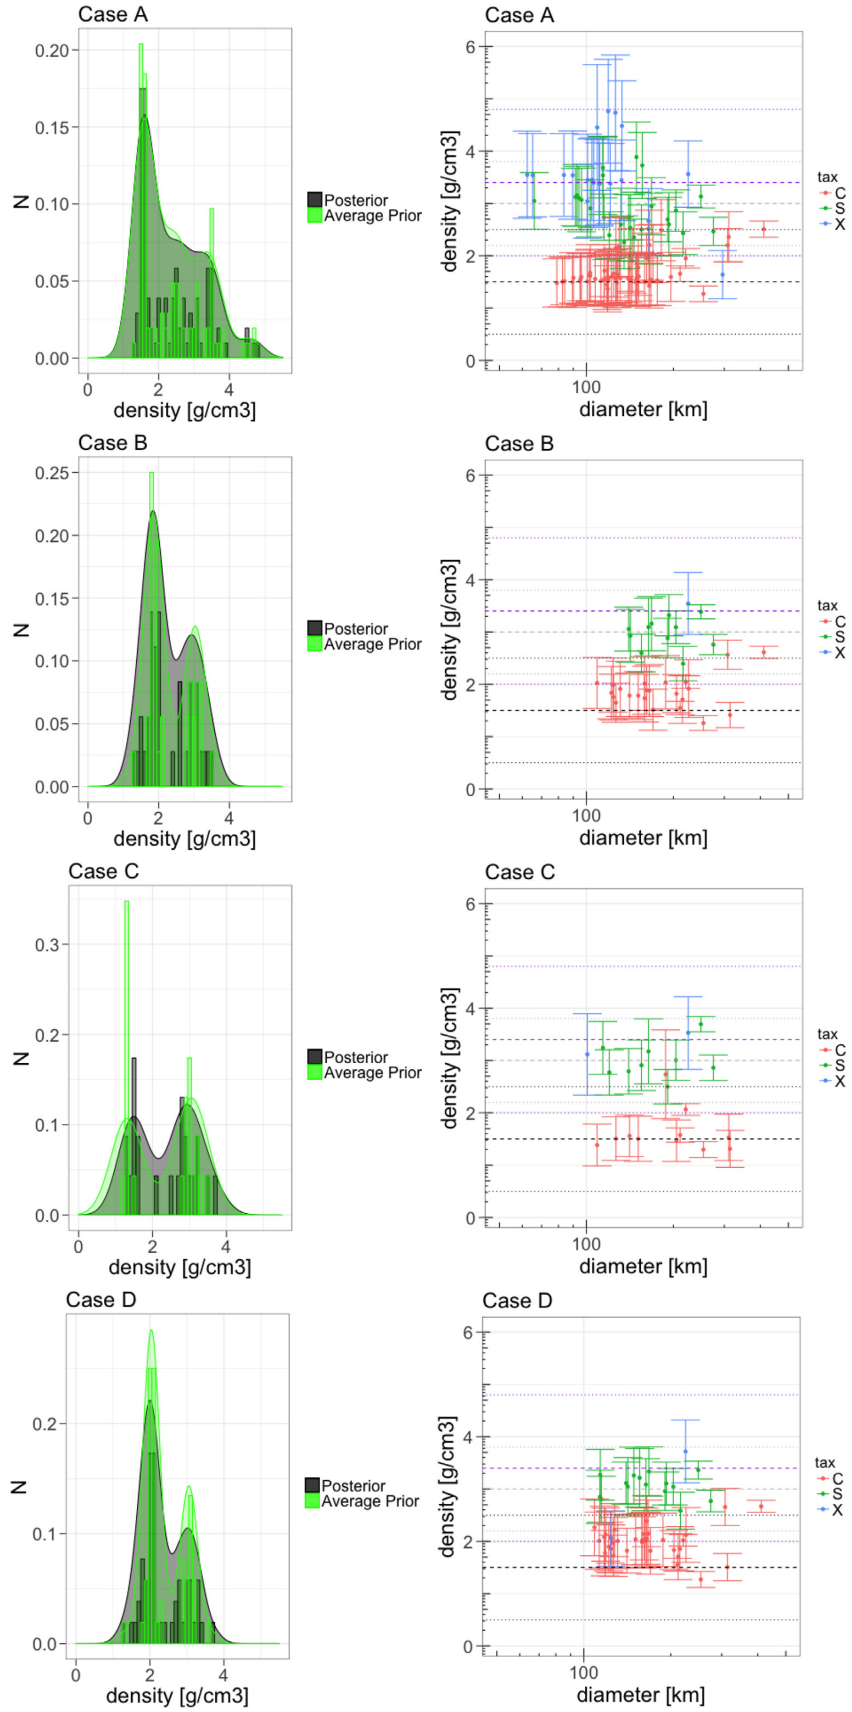 Case A
Case A
0.20
0.15
0.10
0.05
0.00
N
0
2
4
density [g/cm3]
Posterior
Average Prior
6
4
2
0
density [g/cm3]
100
diameter [km]
tax
C
S
X
Case B
Case B
0.25
0.20
0.15
0.10
0.05
0.00
N
0
2
4
density [g/cm3]
Posterior
Average Prior
6
4
2
0
density [g/cm3]
100
diameter [km]
tax
C
S
X
Case C
Case C
0.3
0.2
0.1
0.0
N
0
2
4
density [g/cm3]
Posterior
Average Prior
6
4
2
0
density [g/cm3]
100
diameter [km]
tax
C
S
X
Case D
Case D
0.2
0.1
0.0
N
0
2
4
density [g/cm3]
Posterior
Average Prior
6
4
2
0
density [g/cm3]
100
diameter [km]
tax
C
S
X